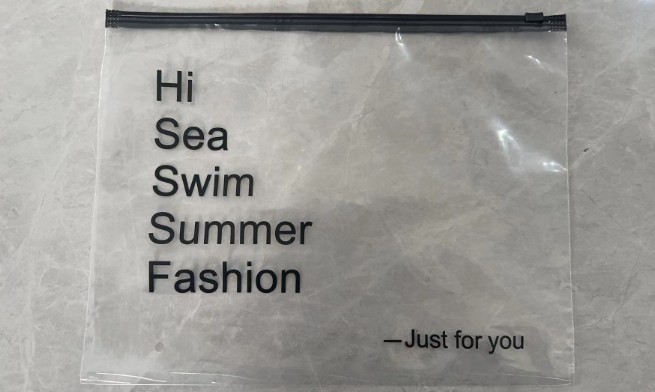 Hi
Sea
Swim
Summer
Fashion
—Just for you